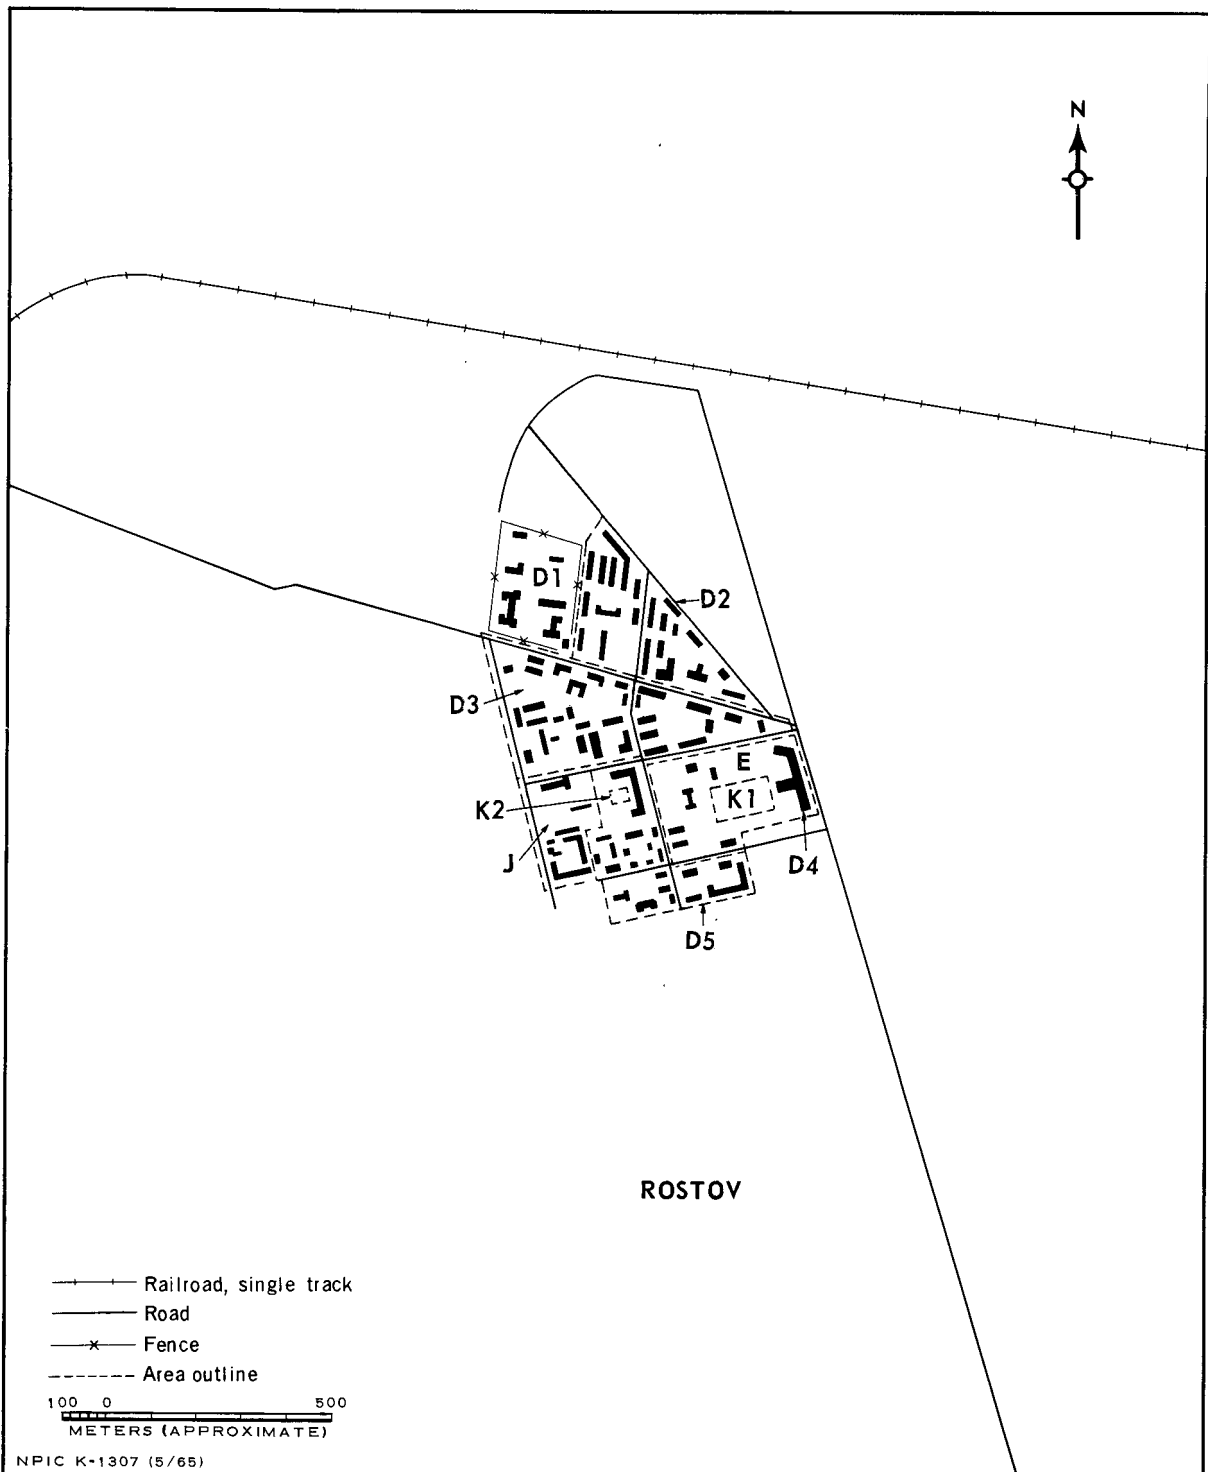 N
D1
D2
D3
E
K1
K2
J
D4
D5
ROSTOV
Railroad, single track
Road
Fence
Area outline
100 0 500
METERS (APPROXIMATE)
NPIC K-1307 (5/65)